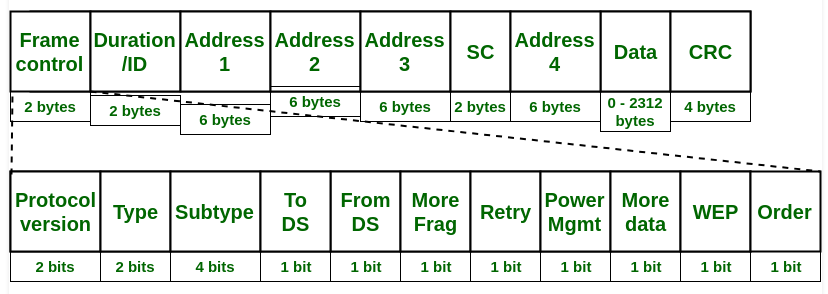 Frame control
Duration /ID
Address 1
Address 2
Address 3
SC
Address 4
Data
CRC
2 bytes
2 bytes
6 bytes
6 bytes
6 bytes
2 bytes
6 bytes
0 - 2312 bytes
4 bytes
Protocol version
Type
Subtype
To DS
From DS
More Frag
Retry
Power Mgmt
More data
WEP
Order
2 bits
2 bits
4 bits
1 bit
1 bit
1 bit
1 bit
1 bit
1 bit
1 bit
1 bit